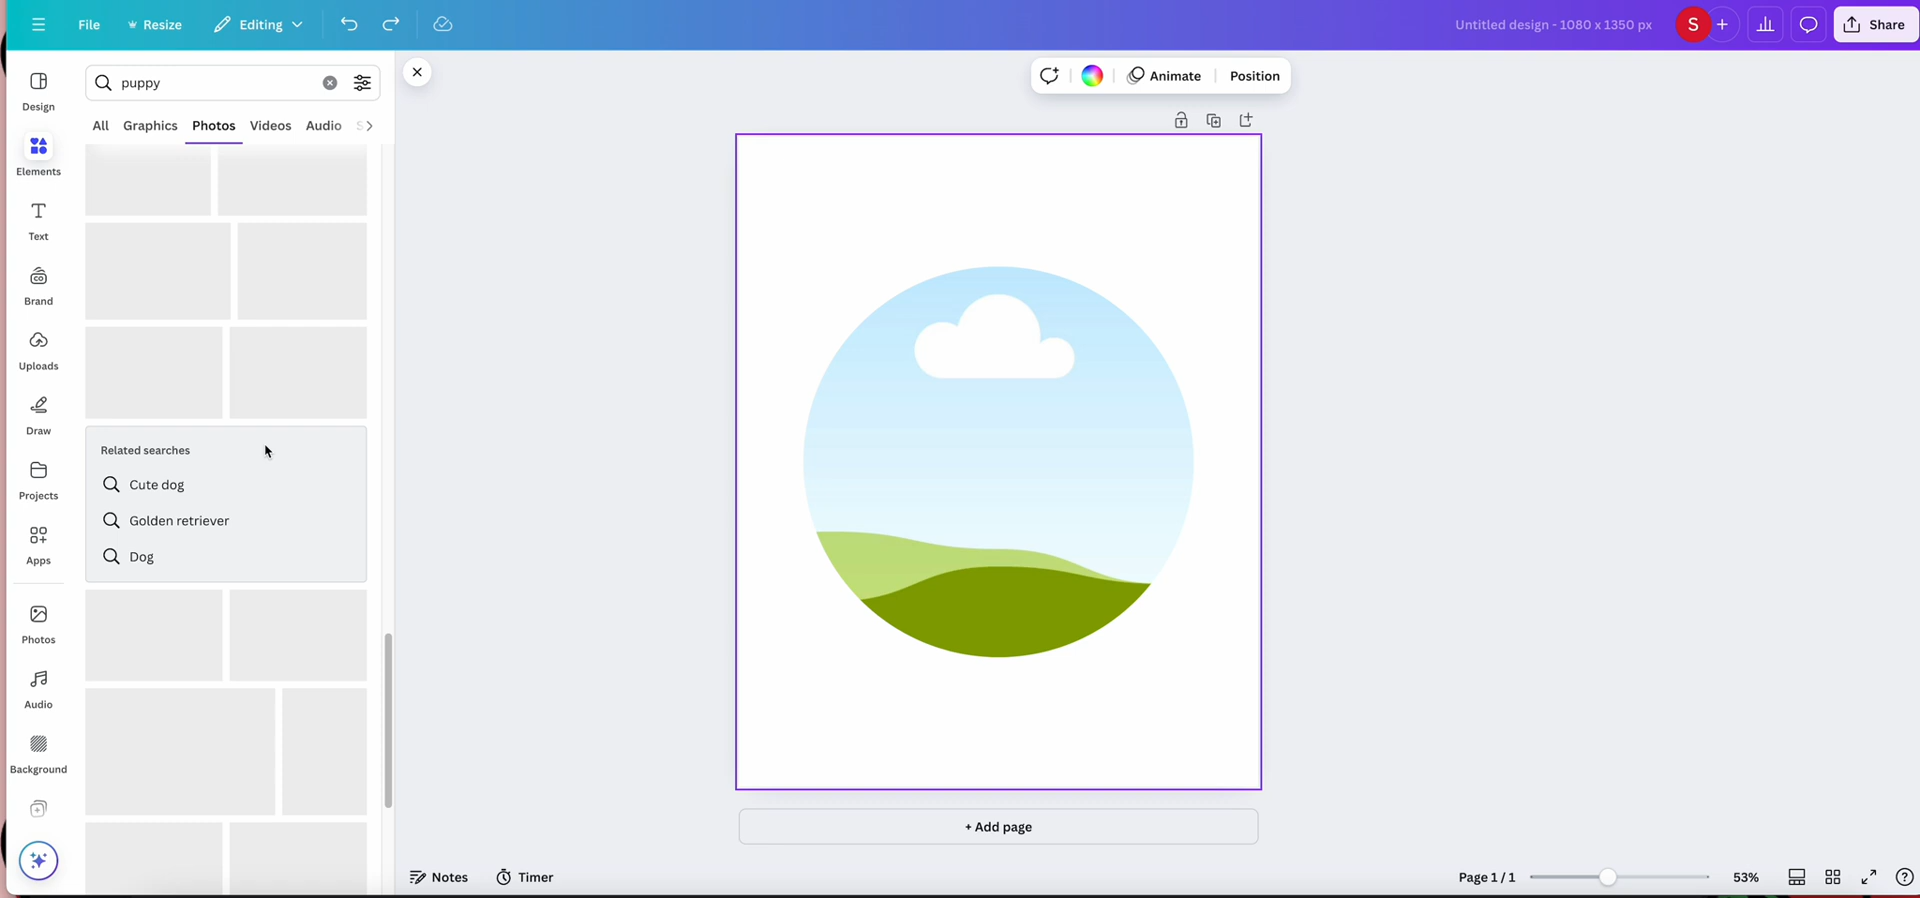 File
Resize
Editing
Untitled design - 1080 x 1350 px
S
Share
Design
Elements
Text
Brand
Uploads
Draw
Projects
Apps
Photos
Audio
Background
puppy
All
Graphics
Photos
Videos
Audio
Related searches
Cute dog
Golden retriever
Dog
Animate
Position
+ Add page
Notes
Timer
Page 1 / 1
53%